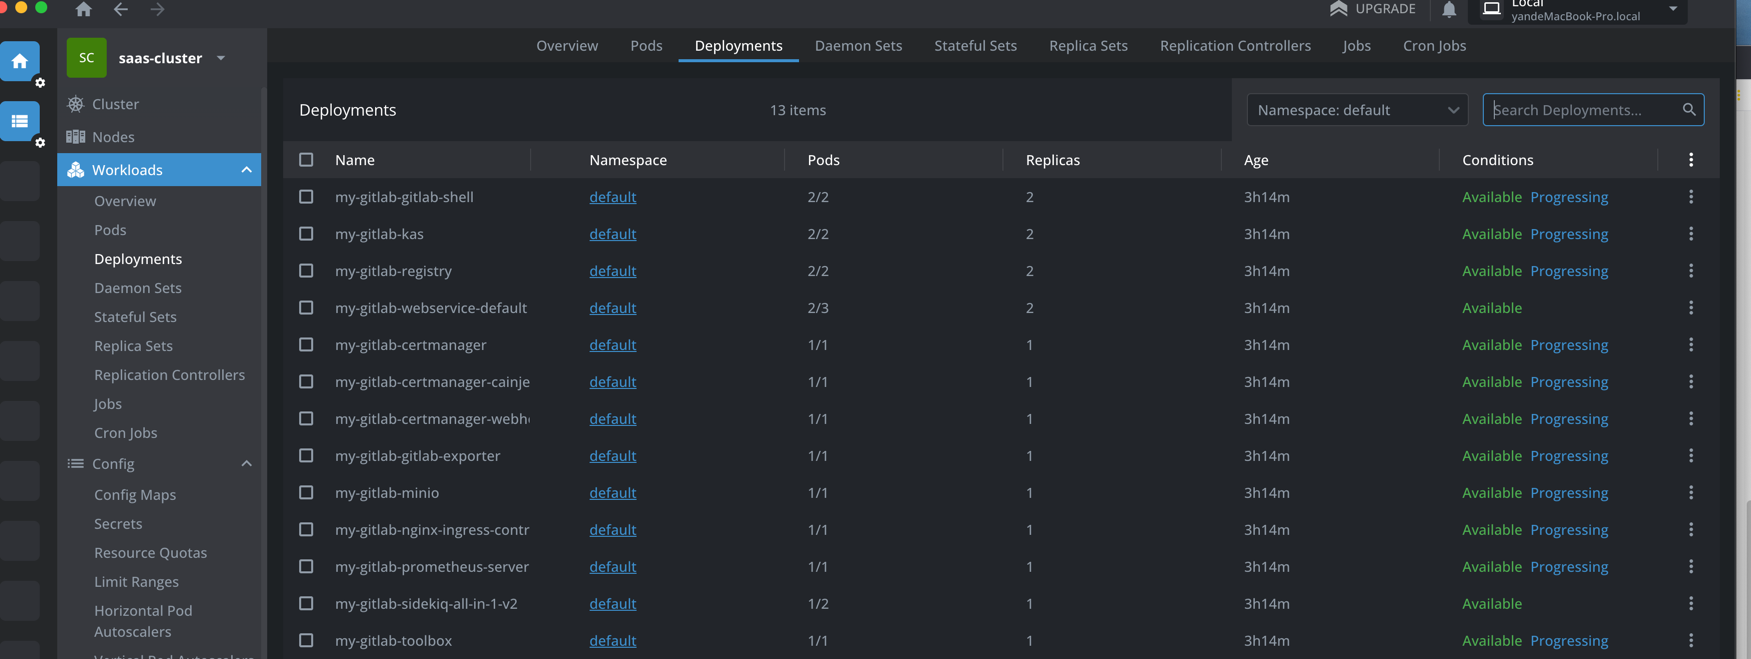 UPGRADE
Local
yandeMacBook-Pro.local
SC
saas-cluster
Overview
Pods
Deployments
Daemon Sets
Stateful Sets
Replica Sets
Replication Controllers
Jobs
Cron Jobs
Cluster
Nodes
Workloads
Overview
Pods
Deployments
Daemon Sets
Stateful Sets
Replica Sets
Replication Controllers
Jobs
Cron Jobs
Config
Config Maps
Secrets
Resource Quotas
Limit Ranges
Horizontal Pod
Autoscalers
Deployments
13 items
Namespace: default
Search Deployments...
Name Namespace Pods Replicas Age Conditions
my-gitlab-gitlab-shell default 2/2 2 3h14m Available Progressing
my-gitlab-kas default 2/2 2 3h14m Available Progressing
my-gitlab-registry default 2/2 2 3h14m Available Progressing
my-gitlab-webservice-default default 2/3 2 3h14m Available
my-gitlab-certmanager default 1/1 1 3h14m Available Progressing
my-gitlab-certmanager-cainje default 1/1 1 3h14m Available Progressing
my-gitlab-certmanager-webh default 1/1 1 3h14m Available Progressing
my-gitlab-gitlab-exporter default 1/1 1 3h14m Available Progressing
my-gitlab-minio default 1/1 1 3h14m Available Progressing
my-gitlab-nginx-ingress-contr default 1/1 1 3h14m Available Progressing
my-gitlab-prometheus-server default 1/1 1 3h14m Available Progressing
my-gitlab-sidekiq-all-in-1-v2 default 1/2 1 3h14m Available
my-gitlab-toolbox default 1/1 1 3h14m Available Progressing